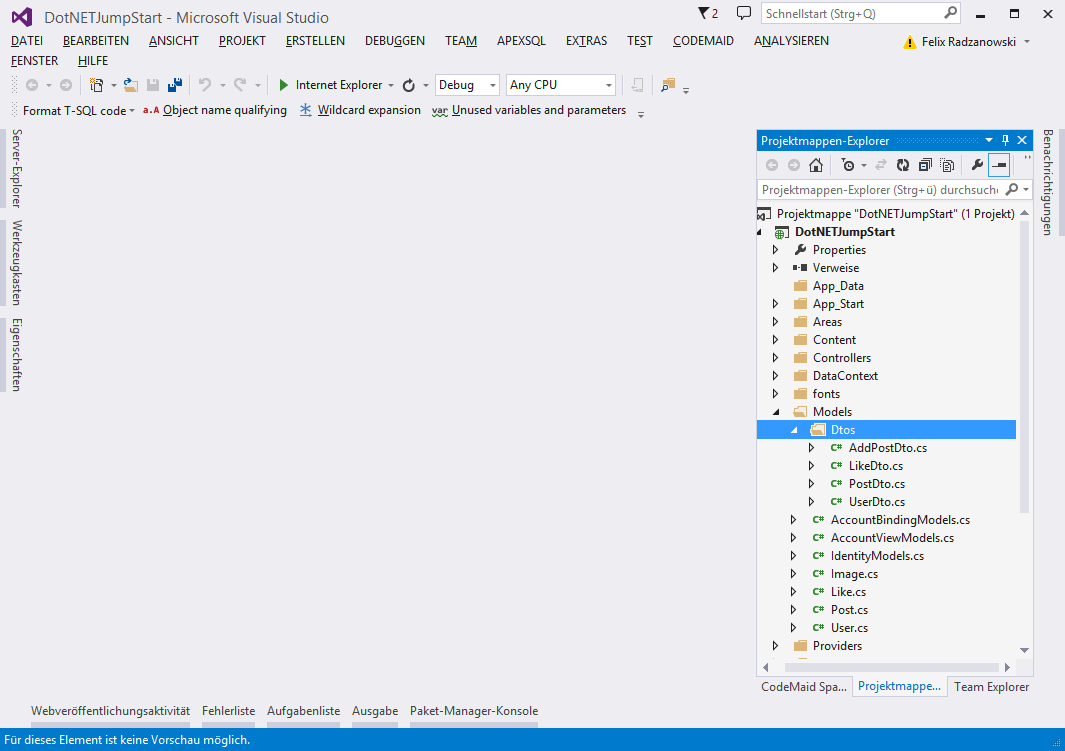 DotNETJumpStart - Microsoft Visual Studio
2
Schnellstart (Strg+Q)
DATEI BEARBEITEN ANSICHT PROJEKT ERSTELLEN DEBUGGEN TEAM APEXSQL EXTRAS TEST CODEMAID ANALYSIEREN
Felix Radzanowski
FENSTER HILFE
Internet Explorer Debug Any CPU
Format T-SQL code a.A Object name qualifying Wildcard expansion var Unused variables and parameters
Server-Explorer
Werkzeugkasten
Eigenschaften
Projektmappen-Explorer
Projektmappen-Explorer (Strg+ü) durchsuche
Projektmappe "DotNETJumpStart" (1 Projekt)
DotNETJumpStart
Properties
Verweise
App_Data
App_Start
Areas
Content
Controllers
DataContext
fonts
Models
Dtos
C# AddPostDto.cs
C# LikeDto.cs
C# PostDto.cs
C# UserDto.cs
C# AccountBindingModels.cs
C# AccountViewModels.cs
C# IdentityModels.cs
C# Image.cs
C# Like.cs
C# Post.cs
C# User.cs
Providers
CodeMaid Spa... Projektmappe... Team Explorer
Benachrichtigungen
Webveröffentlichungsaktivität Fehlerliste Aufgabenliste Ausgabe Paket-Manager-Konsole
Für dieses Element ist keine Vorschau möglich.